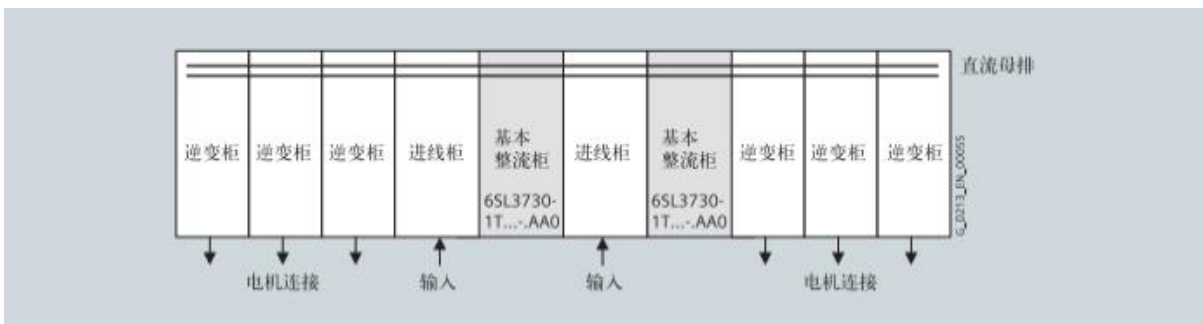 直流母排
逆变柜 逆变柜 逆变柜 进线柜 基本 进线柜 基本 逆变柜 逆变柜 逆变柜
整流柜 整流柜
6SL3730- 6SL3730-
1T...-.AA0 1T...-.AA0
G_D213_EN_00055
电机连接 输入 输入 电机连接